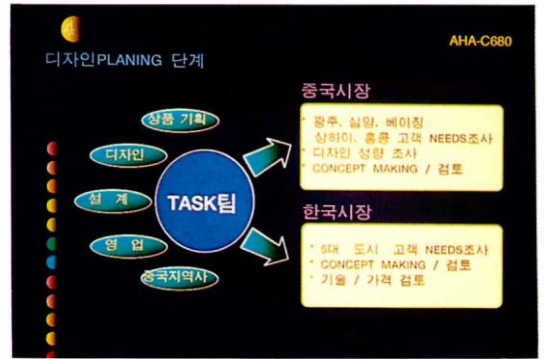 4
AHA-C680
디자인PLANING 단계
상품 기획
디자인
설 계
영 업
중국지역사
TASK팀
중국시장
* 광주, 심양, 베이징
상하이, 홍콩 고객 NEEDS조사
* 디자인 성향 조사
* CONCEPT MAKING / 검토
한국시장
* 5대 도시 고객 NEEDS조사
* CONCEPT MAKING / 검토
* 기술 / 가격 검토